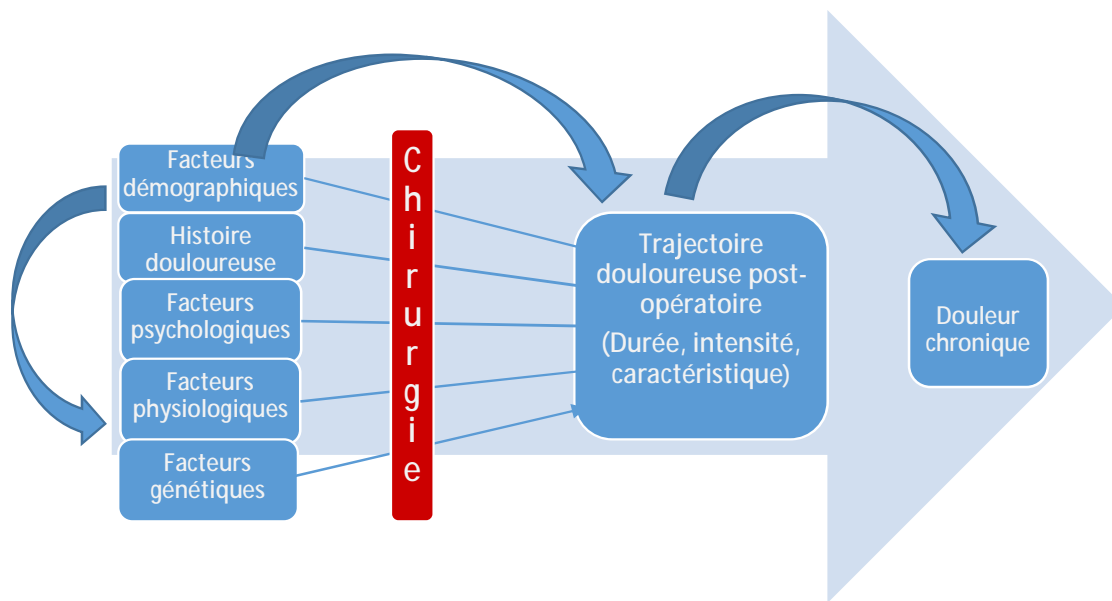 Facteurs
démographiques
Histoire
douloureuse
Facteurs
psychologiques
Facteurs
physiologiques
Facteurs
génétiques
Chirurgie
Trajectoire
douloureuse post-
opératoire
(Durée, intensité,
caractéristique)
Douleur
chronique